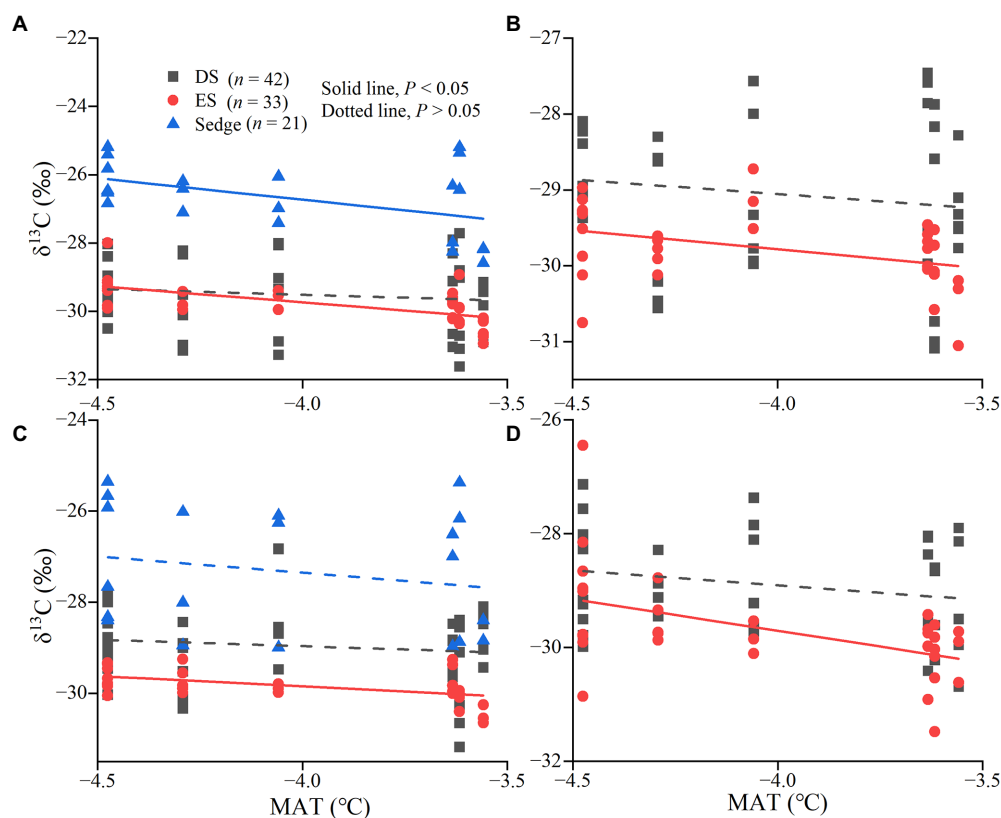 A
−22
−24
−26
−28
−30
−32
δ¹³C (‰)
DS (n = 42)
ES (n = 33)
Sedge (n = 21)
Solid line, P < 0.05
Dotted line, P > 0.05
−4.5
−4.0
−3.5
B
−27
−28
−29
−30
−31
−4.5
−4.0
−3.5
C
−24
−26
−28
−30
δ¹³C (‰)
−4.5
−4.0
−3.5
MAT (°C)
D
−26
−28
−30
−32
−4.5
−4.0
−3.5
MAT (°C)